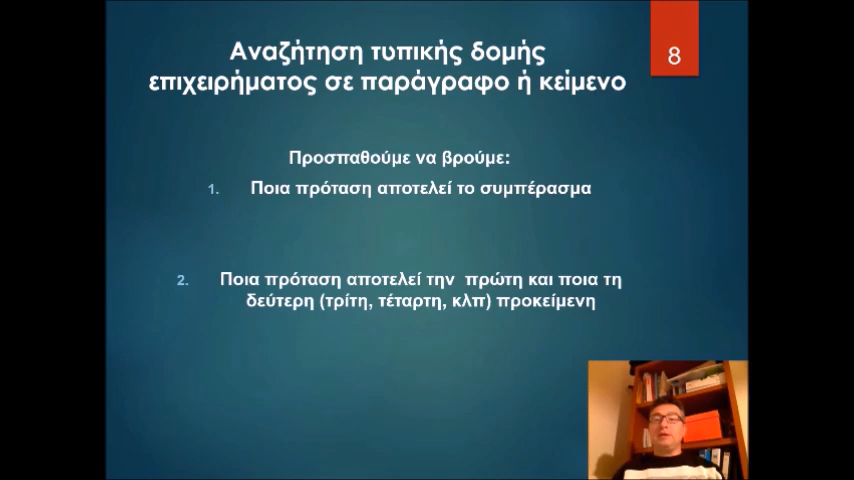 Αναζήτηση τυπικής δομής
επιχειρήματος σε παράγραφο ή κείμενο
8
Προσπαθούμε να βρούμε:
1. Ποια πρόταση αποτελεί το συμπέρασμα
2. Ποια πρόταση αποτελεί την πρώτη και ποια τη
δεύτερη (τρίτη, τέταρτη, κλπ) προκείμενη